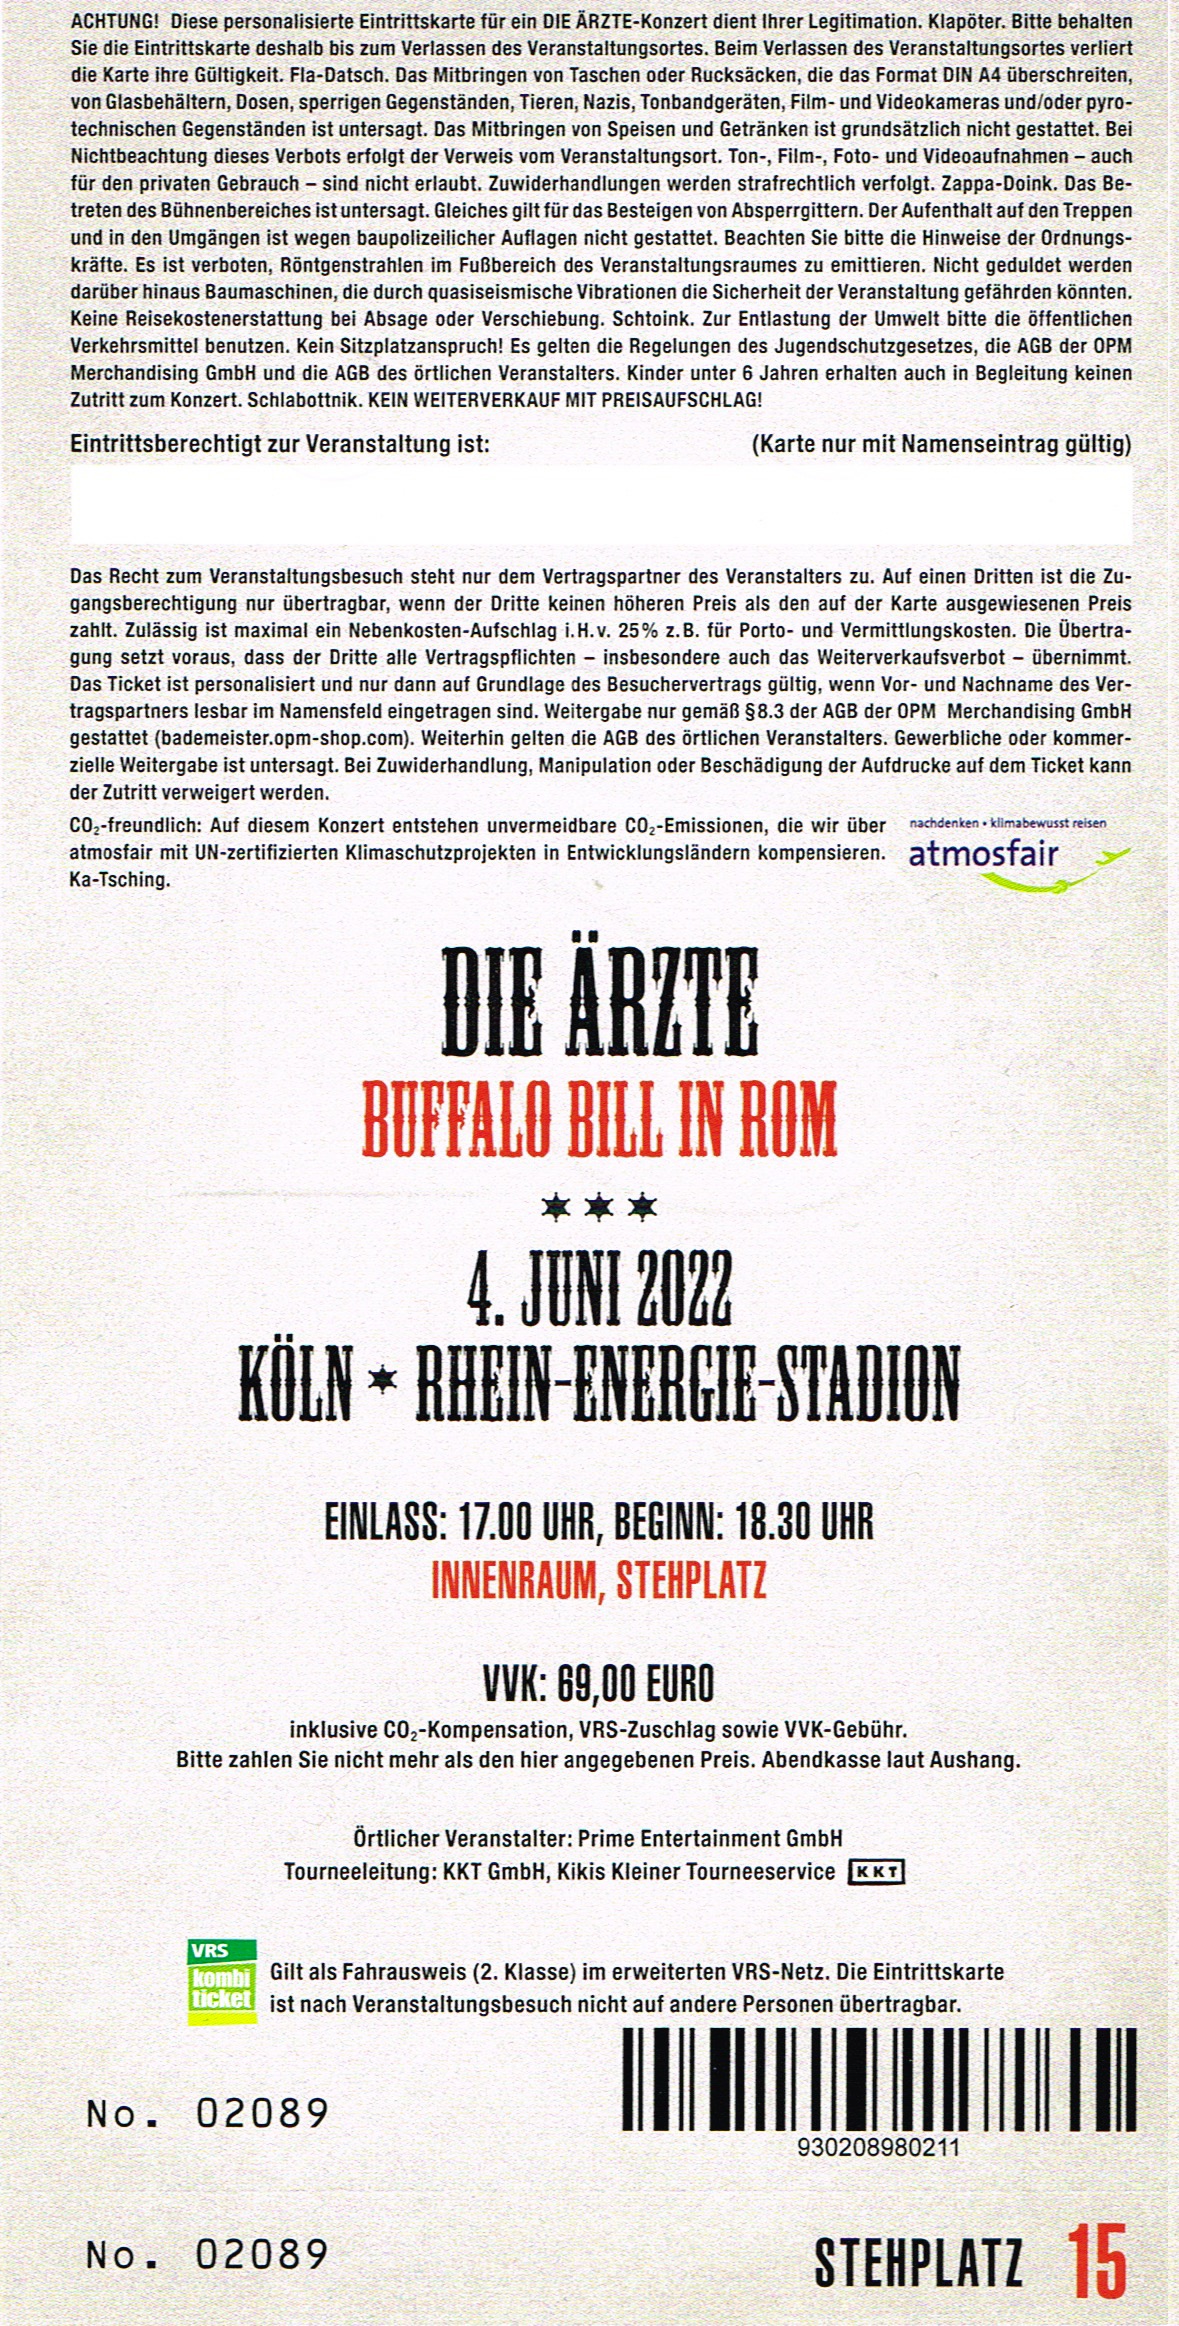 ACHTUNG! Diese personalisierte Eintrittskarte für ein DIE ÄRZTE-Konzert dient Ihrer Legitimation. Klapöter. Bitte behalten
Sie die Eintrittskarte deshalb bis zum Verlassen des Veranstaltungsortes. Beim Verlassen des Veranstaltungsortes verliert
die Karte ihre Gültigkeit. Fla-Datsch. Das Mitbringen von Taschen oder Rucksäcken, die das Format DIN A4 überschreiten,
von Glasbehältern, Dosen, sperrigen Gegenständen, Tieren, Nazis, Tonbandgeräten, Film- und Videokameras und/oder pyro-
technischen Gegenständen ist untersagt. Das Mitbringen von Speisen und Getränken ist grundsätzlich nicht gestattet. Bei
Nichtbeachtung dieses Verbots erfolgt der Verweis vom Veranstaltungsort. Ton-, Film-, Foto- und Videoaufnahmen – auch
für den privaten Gebrauch – sind nicht erlaubt. Zuwiderhandlungen werden strafrechtlich verfolgt. Zappa-Doink. Das Be-
treten des Bühnenbereiches ist untersagt. Gleiches gilt für das Besteigen von Absperrgittern. Der Aufenthalt auf den Treppen
und in den Umgängen ist wegen baupolizeilicher Auflagen nicht gestattet. Beachten Sie bitte die Hinweise der Ordnungs-
kräfte. Es ist verboten, Röntgenstrahlen im Fußbereich des Veranstaltungsraumes zu emittieren. Nicht geduldet werden
darüber hinaus Baumaschinen, die durch quasiseismische Vibrationen die Sicherheit der Veranstaltung gefährden könnten.
Keine Reisekostenerstattung bei Absage oder Verschiebung. Schtoink. Zur Entlastung der Umwelt bitte die öffentlichen
Verkehrsmittel benutzen. Kein Sitzplatzanspruch! Es gelten die Regelungen des Jugendschutzgesetzes, die AGB der OPM
Merchandising GmbH und die AGB des örtlichen Veranstalters. Kinder unter 6 Jahren erhalten auch in Begleitung keinen
Zutritt zum Konzert. Schlabottnik. KEIN WEITERVERKAUF MIT PREISAUFSCHLAG!
Eintrittsberechtigt zur Veranstaltung ist: (Karte nur mit Namenseintrag gültig)
Das Recht zum Veranstaltungsbesuch steht nur dem Vertragspartner des Veranstalters zu. Auf einen Dritten ist die Zu-
gangsberechtigung nur übertragbar, wenn der Dritte keinen höheren Preis als den auf der Karte ausgewiesenen Preis
zahlt. Zulässig ist maximal ein Nebenkosten-Aufschlag i.H.v. 25% z.B. für Porto- und Vermittlungskosten. Die Übertra-
gung setzt voraus, dass der Dritte alle Vertragspflichten – insbesondere auch das Weiterverkaufsverbot – übernimmt.
Das Ticket ist personalisiert und nur dann auf Grundlage des Besuchervertrags gültig, wenn Vor- und Nachname des Ver-
tragspartners lesbar im Namensfeld eingetragen sind. Weitergabe nur gemäß §8.3 der AGB der OPM Merchandising GmbH
gestattet (bademeister.opm-shop.com). Weiterhin gelten die AGB des örtlichen Veranstalters. Gewerbliche oder kommer-
zielle Weitergabe ist untersagt. Bei Zuwiderhandlung, Manipulation oder Beschädigung der Aufdrucke auf dem Ticket kann
der Zutritt verweigert werden.
CO₂-freundlich: Auf diesem Konzert entstehen unvermeidbare CO₂-Emissionen, die wir über
atmosfair mit UN-zertifizierten Klimaschutzprojekten in Entwicklungsländern kompensieren.
Ka-Tsching.
nachdenken • klimabewusst reisen
atmosfair
DIE ÄRZTE
BUFFALO BILL IN ROM
✶ ✶ ✶
4. JUNI 2022
KÖLN ✶ RHEIN-ENERGIE-STADION
EINLASS: 17.00 UHR, BEGINN: 18.30 UHR
INNENRAUM, STEHPLATZ
VVK: 69,00 EURO
inklusive CO₂-Kompensation, VRS-Zuschlag sowie VVK-Gebühr.
Bitte zahlen Sie nicht mehr als den hier angegebenen Preis. Abendkasse laut Aushang.
Örtlicher Veranstalter: Prime Entertainment GmbH
Tourneeleitung: KKT GmbH, Kikis Kleiner Tourneeservice KKT
VRS
kombi
ticket
Gilt als Fahrausweis (2. Klasse) im erweiterten VRS-Netz. Die Eintrittskarte
ist nach Veranstaltungsbesuch nicht auf andere Personen übertragbar.
No. 02089
930208980211
No. 02089
STEHPLATZ 15